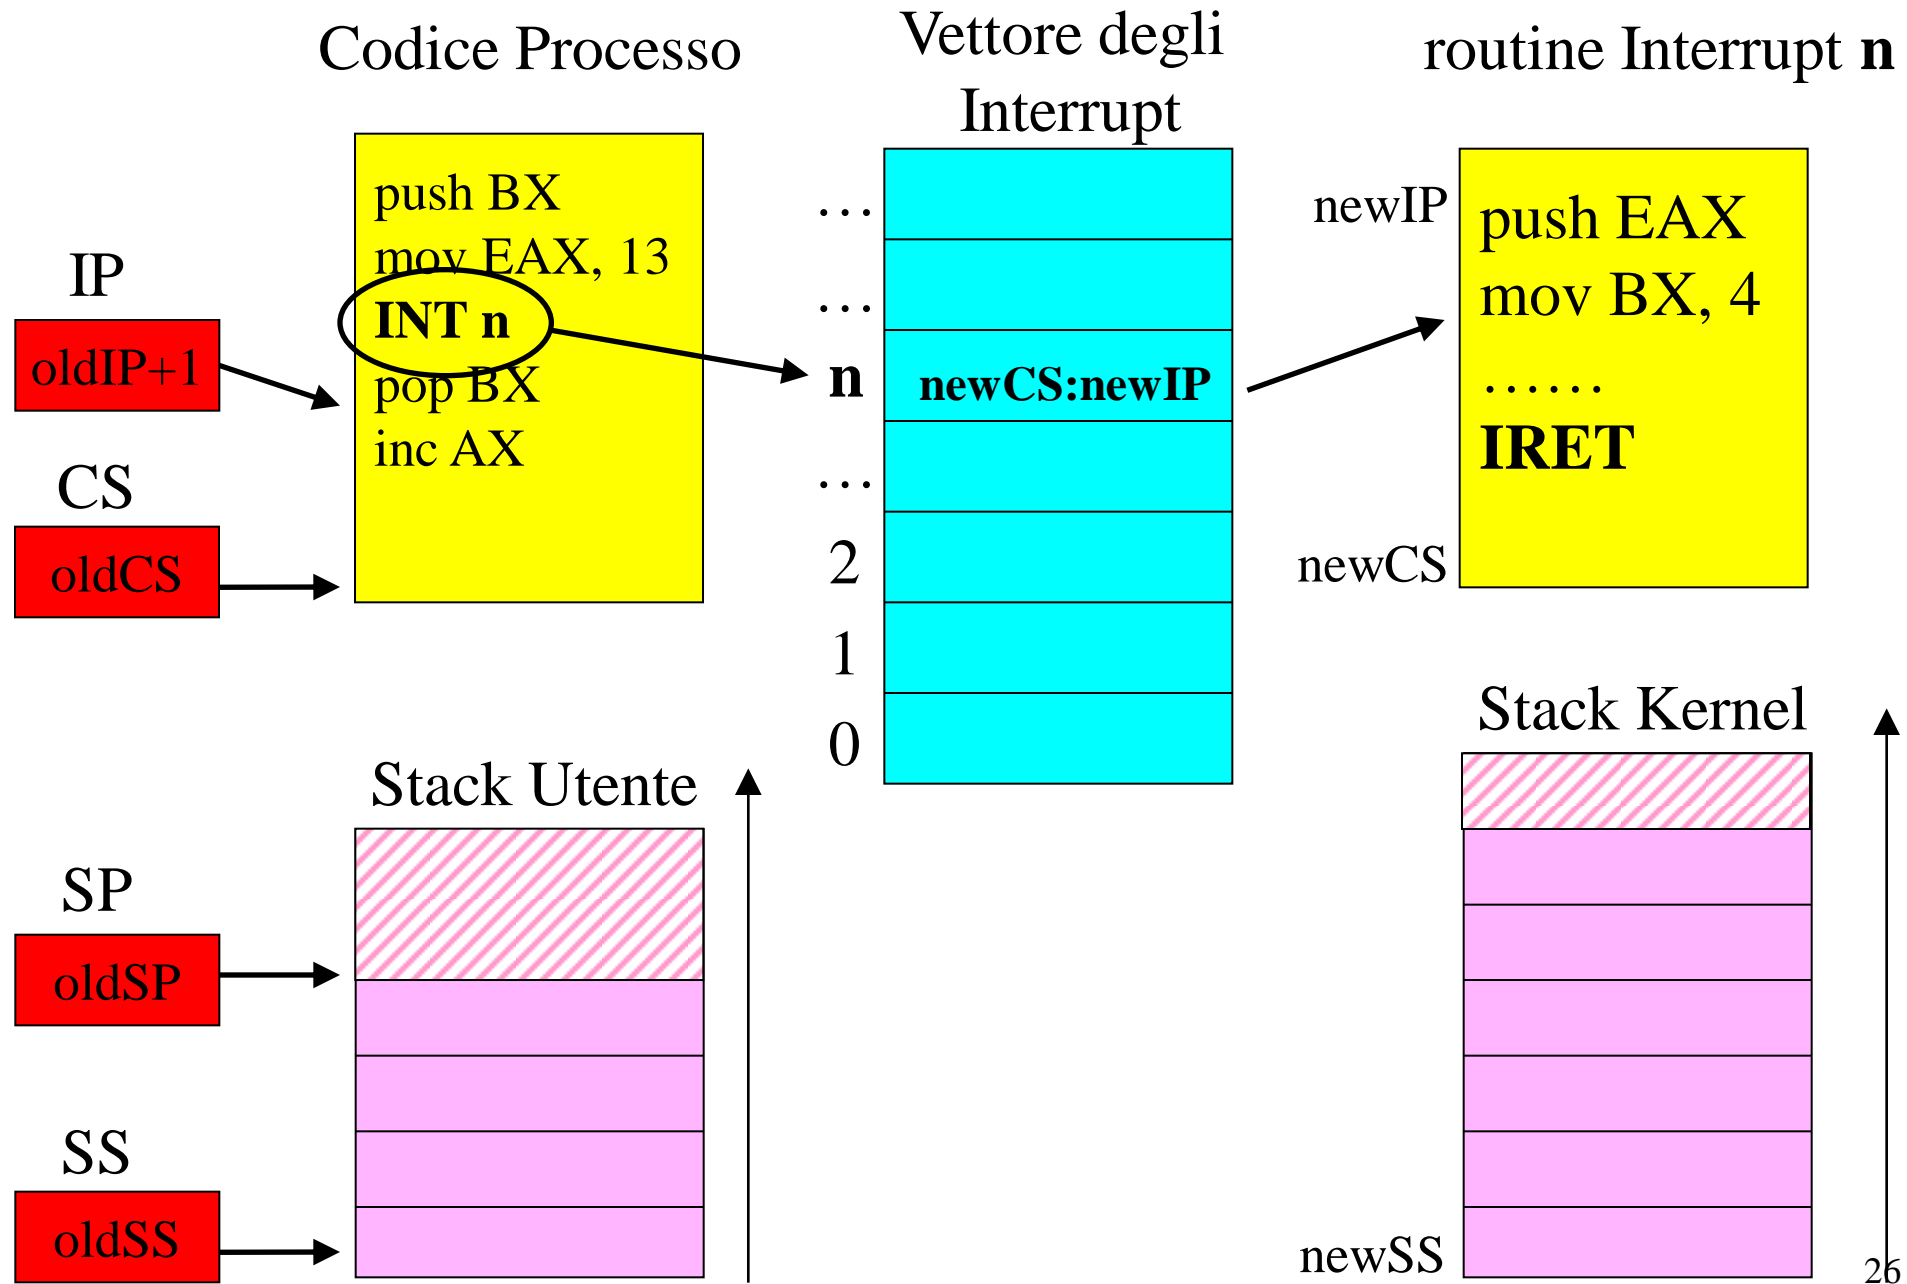 Codice Processo
Vettore degli
Interrupt
routine Interrupt n
push BX
mov EAX, 13
INT n
pop BX
inc AX
IP
oldIP+1
CS
oldCS
…
…
n
newCS:newIP
…
2
1
0
newIP
push EAX
mov BX, 4
……
IRET
newCS
Stack Utente
SP
oldSP
SS
oldSS
Stack Kernel
newSS
26